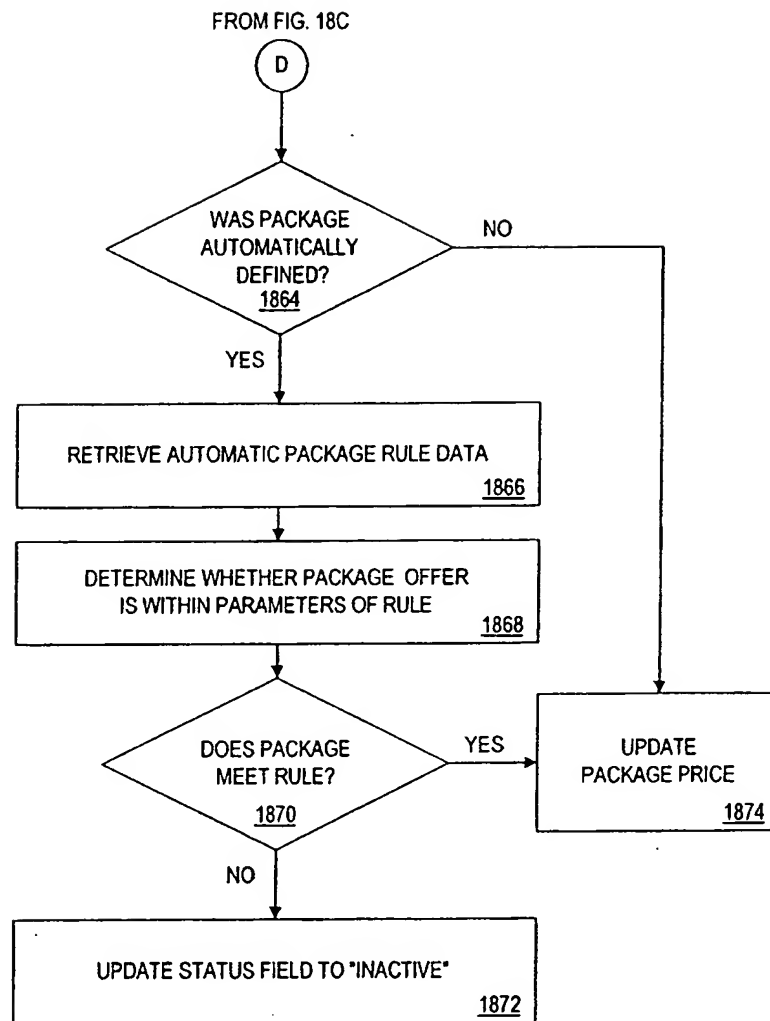 FROM FIG. 18C
D
WAS PACKAGE
AUTOMATICALLY
DEFINED?
1864
NO
YES
RETRIEVE AUTOMATIC PACKAGE RULE DATA
1866
DETERMINE WHETHER PACKAGE OFFER
IS WITHIN PARAMETERS OF RULE
1868
DOES PACKAGE
MEET RULE?
1870
YES
UPDATE
PACKAGE PRICE
1874
NO
UPDATE STATUS FIELD TO "INACTIVE"
1872